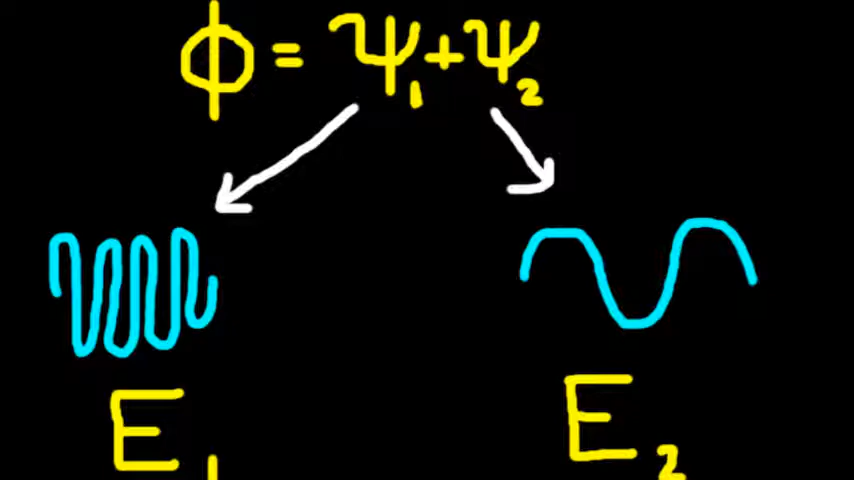 ϕ = Ψ₁ + Ψ₂
E₁ E₂